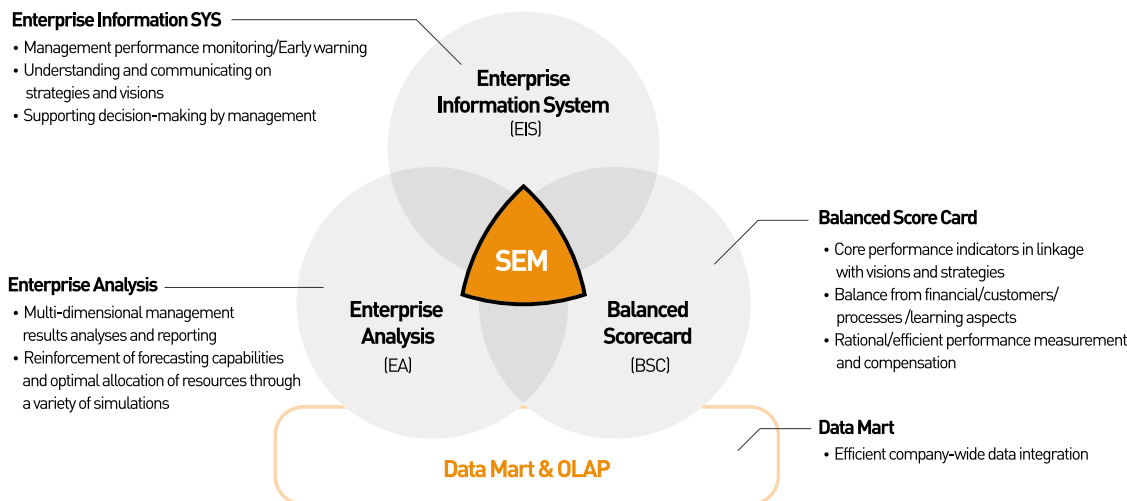 Enterprise Information SYS
• Management performance monitoring/Early warning
• Understanding and communicating on
strategies and visions
• Supporting decision-making by management
Enterprise
Information System
(EIS)
SEM
Enterprise
Analysis
(EA)
Balanced
Scorecard
(BSC)
Enterprise Analysis
• Multi-dimensional management
results analyses and reporting
• Reinforcement of forecasting capabilities
and optimal allocation of resources through
a variety of simulations
Balanced Score Card
• Core performance indicators in linkage
with visions and strategies
• Balance from financial/customers/
processes /learning aspects
• Rational/efficient performance measurement
and compensation
Data Mart
• Efficient company-wide data integration
Data Mart & OLAP